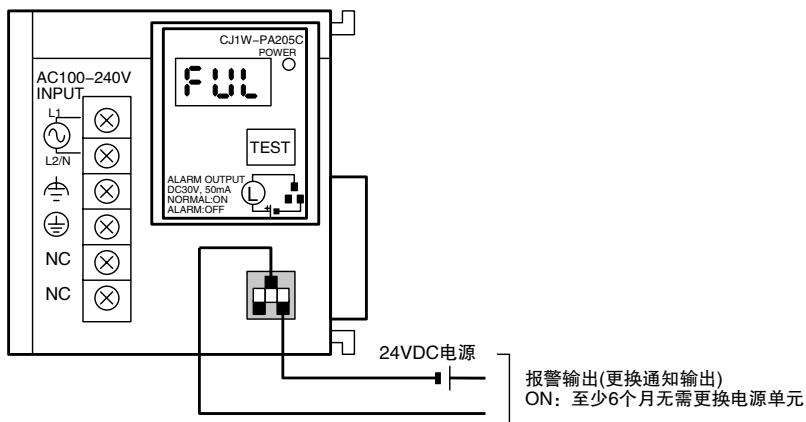 CJ1W-PA205C
POWER
FUL
AC100-240V
INPUT
L1
L2/N
TEST
ALARM OUTPUT
DC30V, 50mA
NORMAL:ON
ALARM:OFF
L
+
NC
NC
24VDC电源
报警输出(更换通知输出)
ON：至少6个月无需更换电源单元